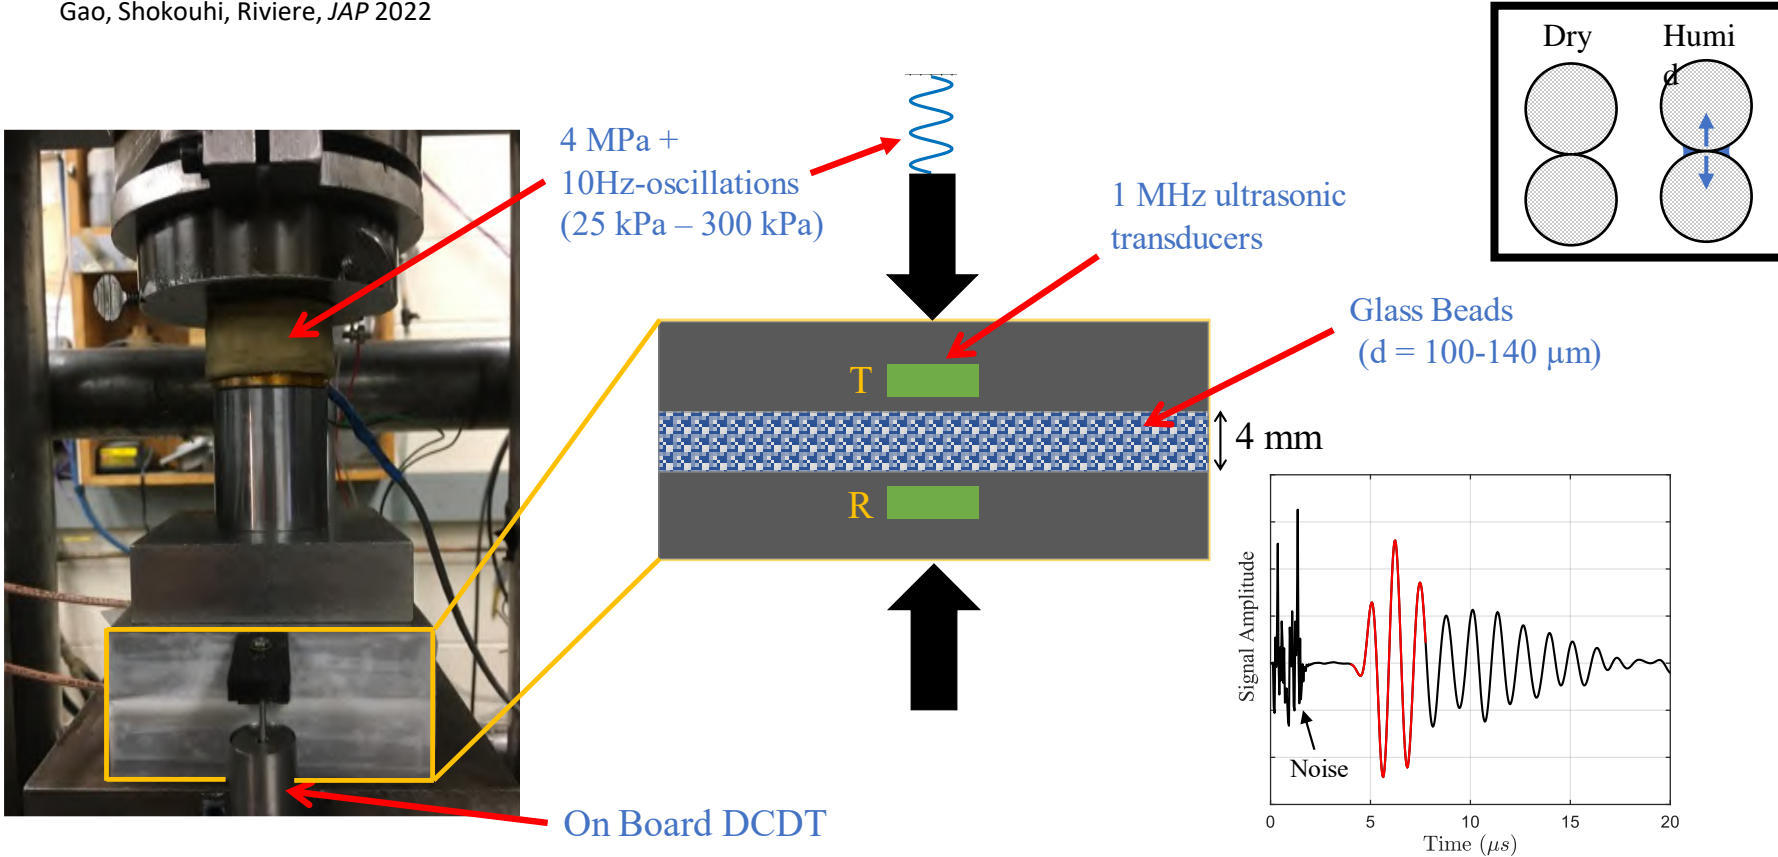 Gao, Shokouhi, Riviere, JAP 2022
Dry
Humi
d
4 MPa +
10Hz-oscillations
(25 kPa – 300 kPa)
1 MHz ultrasonic
transducers
Glass Beads
(d = 100-140 µm)
T
4 mm
R
Signal Amplitude
Noise
0
5
10
15
20
Time (µs)
On Board DCDT